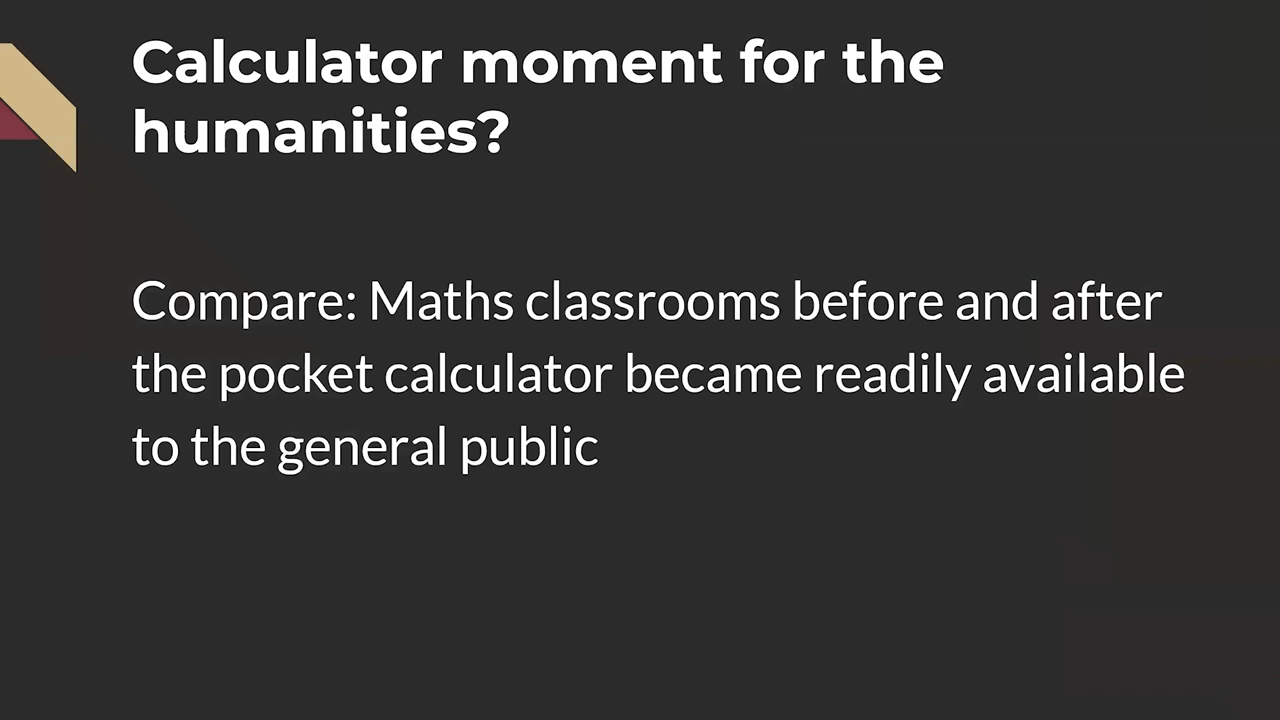 Calculator moment for the
humanities?
Compare: Maths classrooms before and after
the pocket calculator became readily available
to the general public